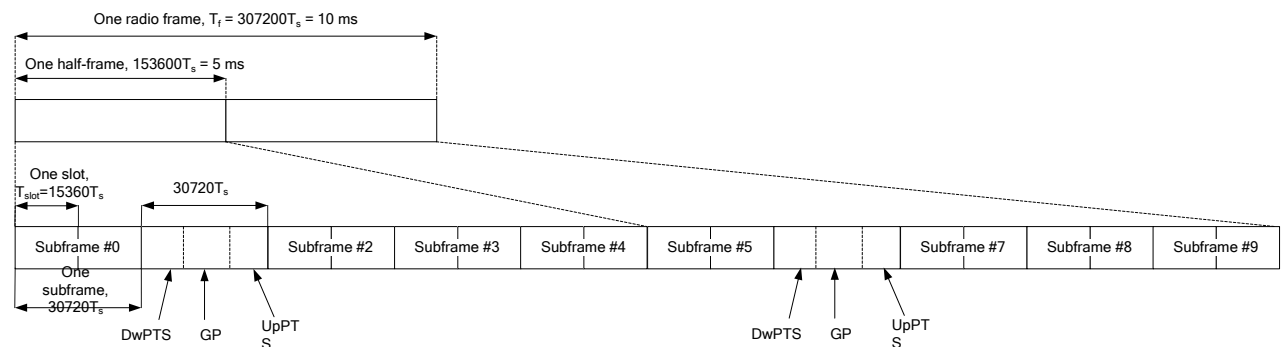 One radio frame, Tf = 307200Ts = 10 ms
One half-frame, 153600Ts = 5 ms
One slot,
Tslot=15360Ts
30720Ts
Subframe #0
Subframe #2
Subframe #3
Subframe #4
Subframe #5
Subframe #7
Subframe #8
Subframe #9
One
subframe,
30720Ts
DwPTS
GP
UpPT
S
DwPTS
GP
UpPT
S